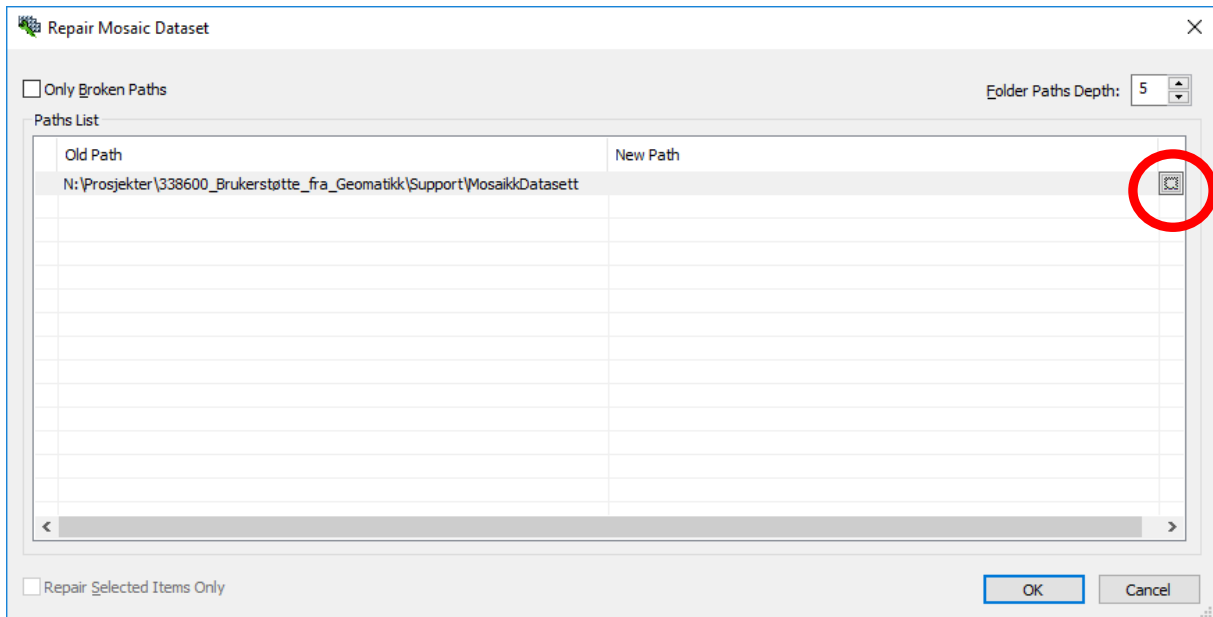 Repair Mosaic Dataset
Only Broken Paths
Folder Paths Depth: 5
Paths List
Old Path New Path
N:\Prosjekter\338600_Brukerstøtte_fra_Geomatikk\Support\MosaikkDatasett
Repair Selected Items Only
OK Cancel